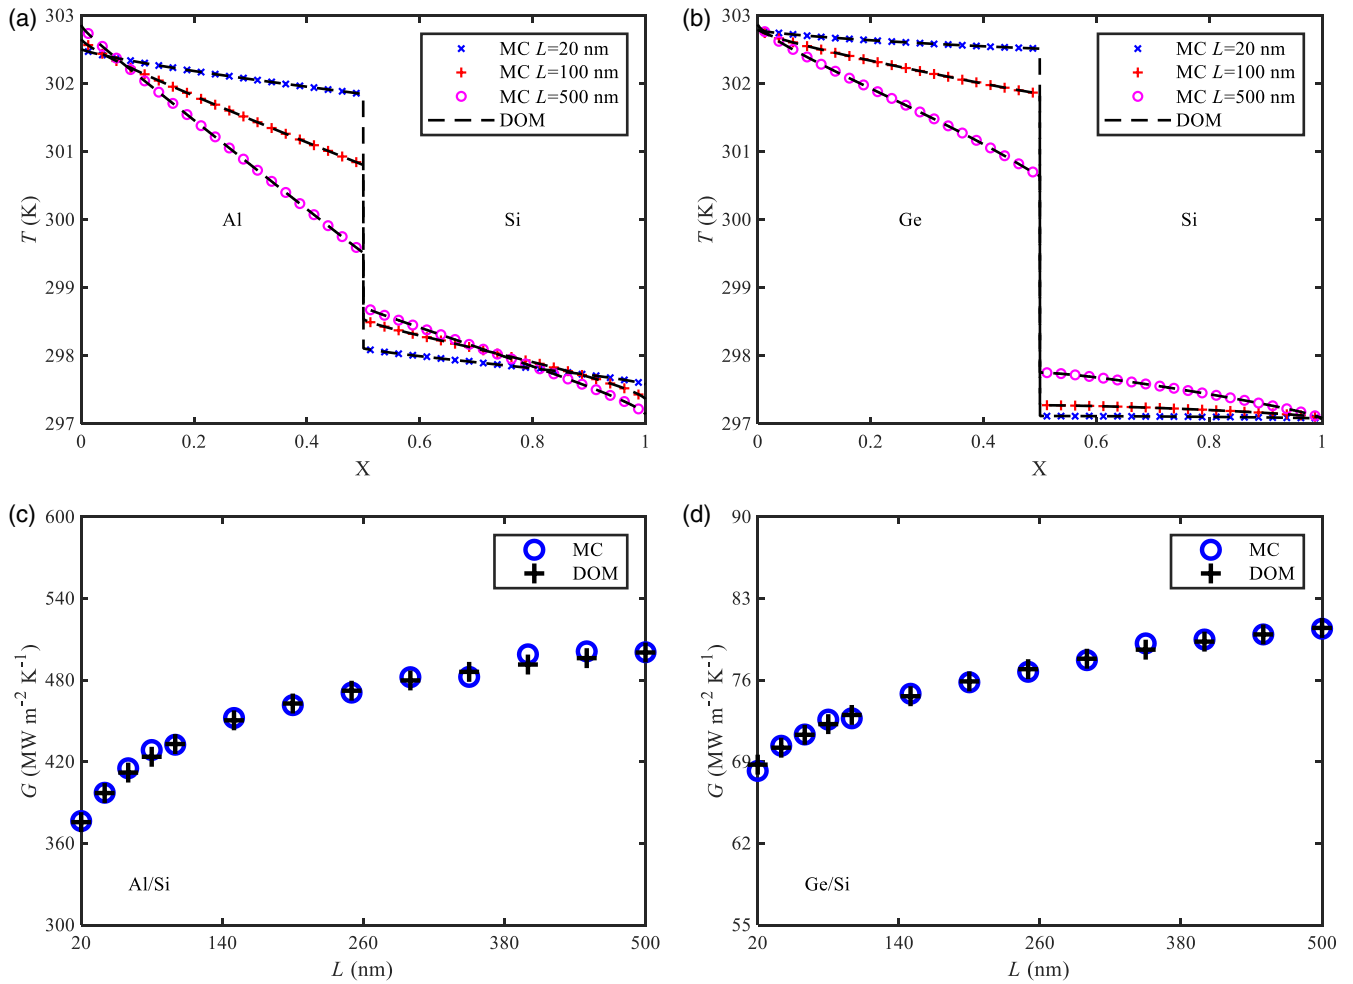 (a)
303
302
301
300
299
298
297
T (K)
MC L=20 nm
MC L=100 nm
MC L=500 nm
DOM
Al
Si
0
0.2
0.4
0.6
0.8
1
X
(b)
303
302
301
300
299
298
297
T (K)
MC L=20 nm
MC L=100 nm
MC L=500 nm
DOM
Ge
Si
0
0.2
0.4
0.6
0.8
1
X
(c)
600
540
480
420
360
300
G (MW m⁻² K⁻¹)
MC
DOM
Al/Si
20
140
260
380
500
L (nm)
(d)
90
83
76
69
62
55
G (MW m⁻² K⁻¹)
MC
DOM
Ge/Si
20
140
260
380
500
L (nm)